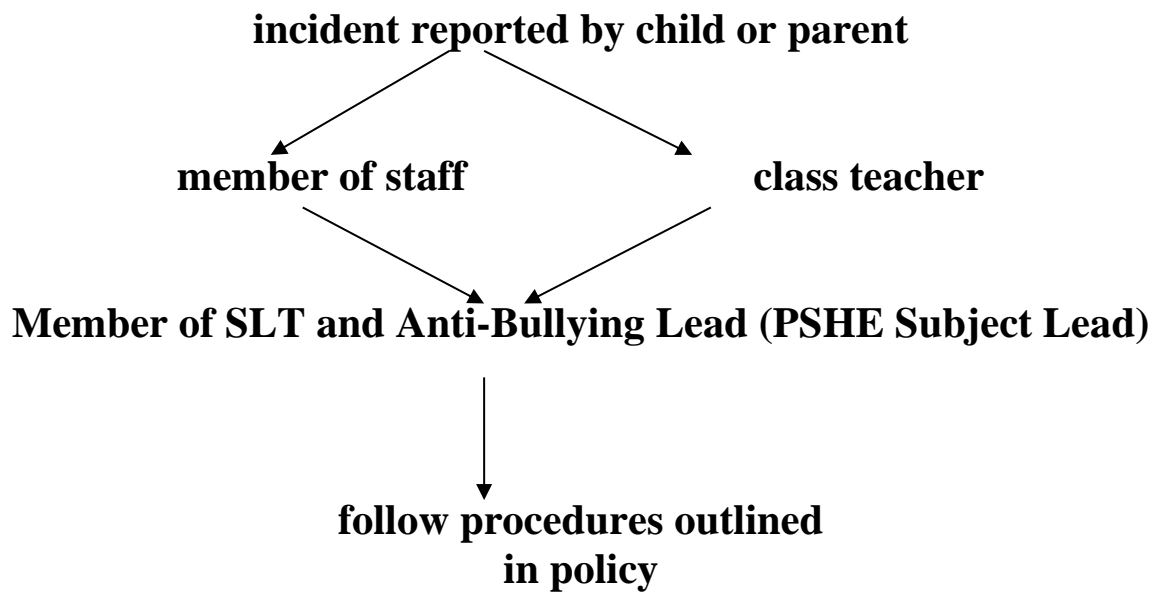 incident reported by child or parent
member of staff
class teacher
Member of SLT and Anti-Bullying Lead (PSHE Subject Lead)
follow procedures outlined
in policy